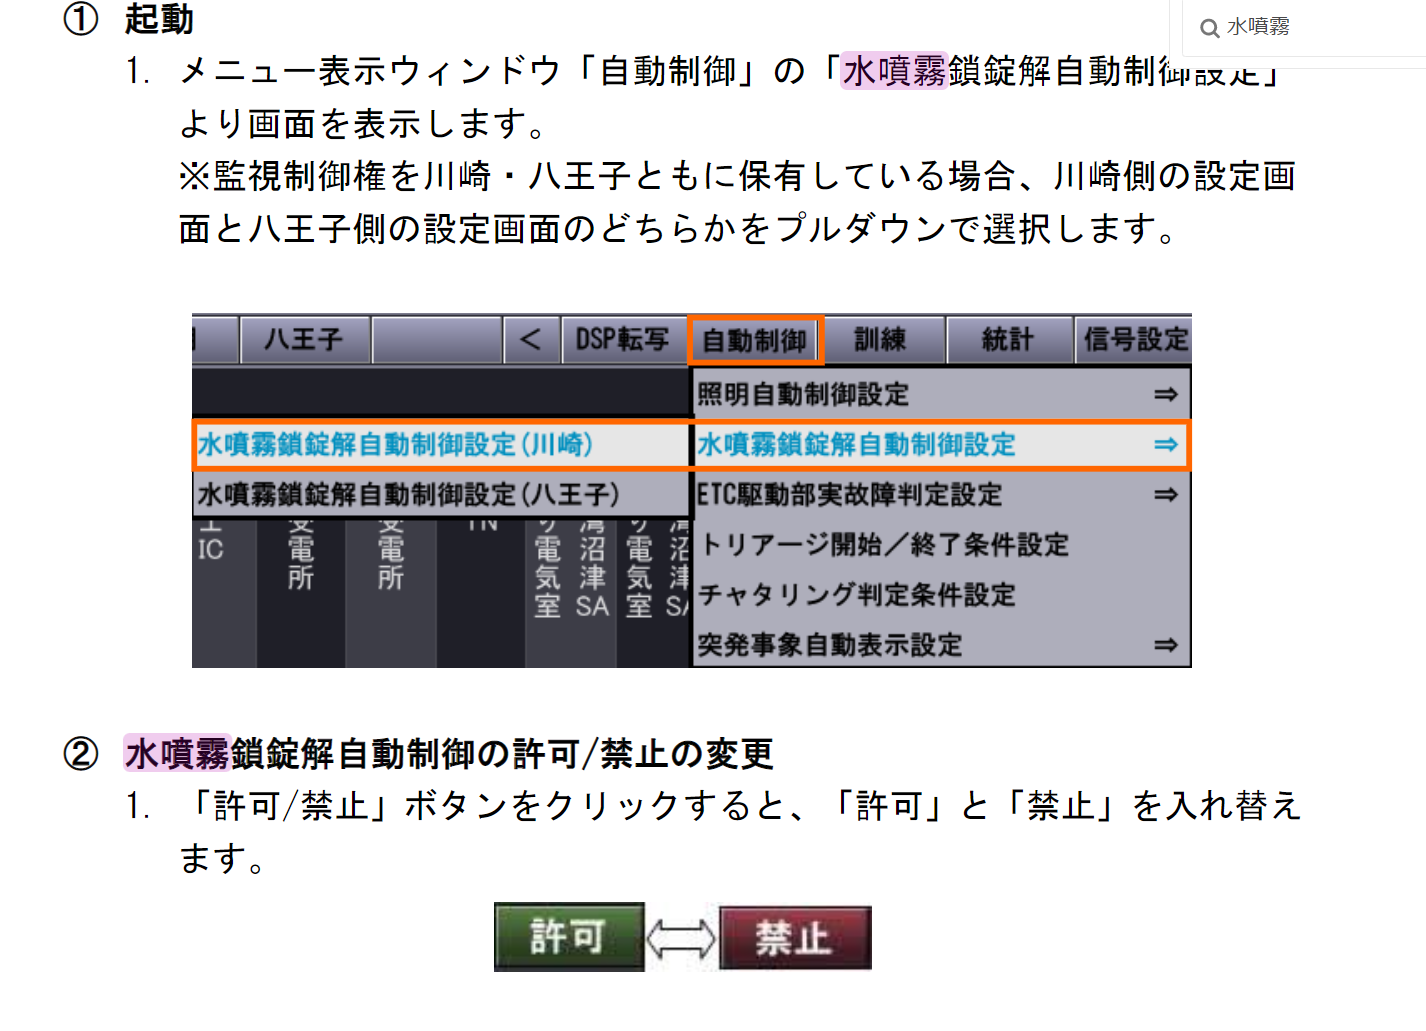 水噴霧
① 起動
1. メニュー表示ウィンドウ「自動制御」の「水噴霧鎖錠解自動制御設定」
より画面を表示します。
※監視制御権を川崎・八王子ともに保有している場合、川崎側の設定画
面と八王子側の設定画面のどちらかをプルダウンで選択します。
八王子 < DSP転写 自動制御 訓練 統計 信号設定
照明自動制御設定 ⇒
水噴霧鎖錠解自動制御設定(川崎) 水噴霧鎖錠解自動制御設定 ⇒
水噴霧鎖錠解自動制御設定(八王子) ETC駆動部実故障判定設定 ⇒
トリアージ開始／終了条件設定
チャタリング判定条件設定
突発事象自動表示設定 ⇒
IC
受電所
受電所
TN
り電気室
湾沼津SA
り電気室
② 水噴霧鎖錠解自動制御の許可/禁止の変更
1. 「許可/禁止」ボタンをクリックすると、「許可」と「禁止」を入れ替え
ます。
許可 ⇔ 禁止